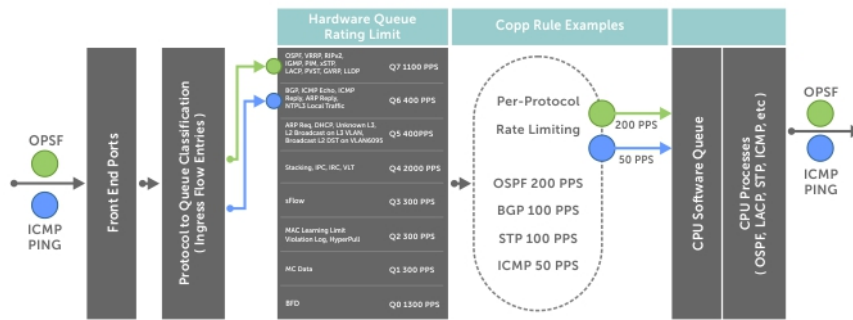 Hardware Queue
Rating Limit
Copp Rule Examples
OPSF
ICMP
PING
Front End Ports
Protocol to Queue Classification
( Ingress Flow Entries )
OSPF, VRRP, RIPv2,
IGMP, PIM, xSTP,
LACP, PVST, GVRP, LLDP
Q7 1100 PPS
BGP, ICMP Echo, ICMP
Reply, ARP Reply,
NTPL3 Local Traffic
Q6 400 PPS
ARP Req, DHCP, Unknown L3,
L2 Broadcast on L3 VLAN,
Broadcast L2 DST on VLAN6095
Q5 400PPS
Stacking, IPC, IRC, VLT
Q4 2000 PPS
sFlow
Q3 300 PPS
MAC Learning Limit
Violation Log, HyperPull
Q2 300 PPS
MC Data
Q1 300 PPS
BFD
Q0 1300 PPS
Per-Protocol
Rate Limiting
OSPF 200 PPS
BGP 100 PPS
STP 100 PPS
ICMP 50 PPS
200 PPS
50 PPS
CPU Software Queue
CPU Processes
( OSPF, LACP, STP, ICMP, etc )
OPSF
ICMP
PING